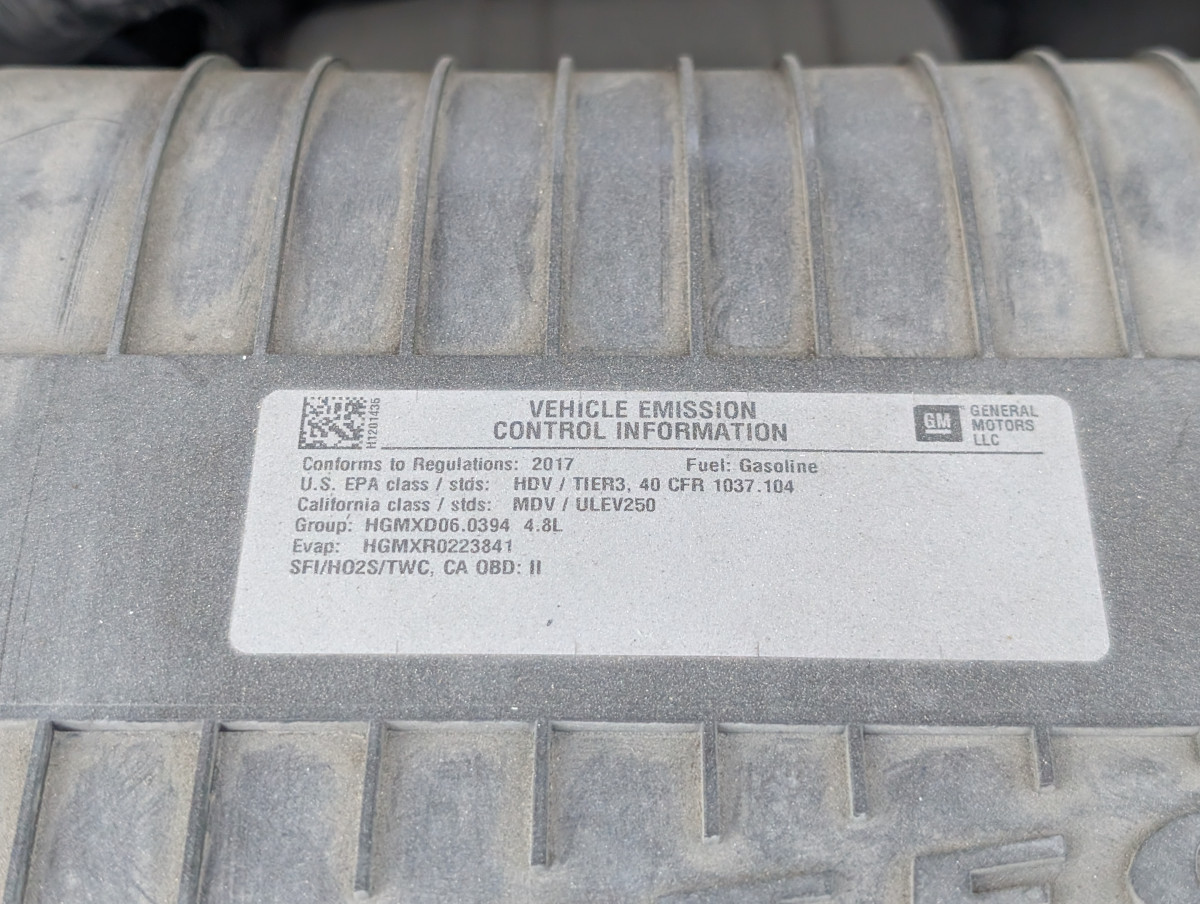 H1201435
VEHICLE EMISSION
CONTROL INFORMATION
GM
GENERAL
MOTORS
LLC
Conforms to Regulations: 2017 Fuel: Gasoline
U.S. EPA class / stds: HDV / TIER3, 40 CFR 1037.104
California class / stds: MDV / ULEV250
Group: HGMXD06.0394 4.8L
Evap: HGMXR0223841
SFI/HO2S/TWC, CA OBD: II